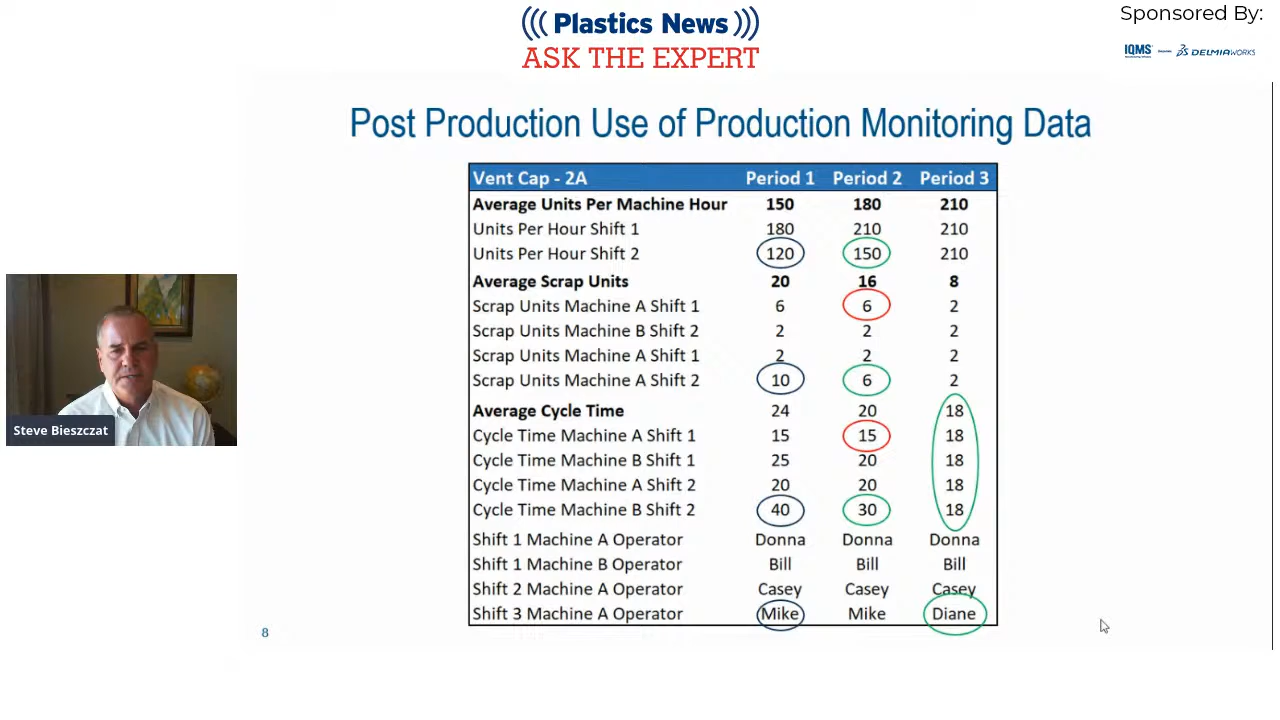 Sponsored By:
Plastics News
ASK THE EXPERT
IQMS
DELMIAWORKS
Post Production Use of Production Monitoring Data
Vent Cap - 2A Period 1 Period 2 Period 3
Average Units Per Machine Hour 150 180 210
Units Per Hour Shift 1 180 210 210
Units Per Hour Shift 2 120 150 210
Average Scrap Units 20 16 8
Scrap Units Machine A Shift 1 6 6 2
Scrap Units Machine B Shift 2 2 2 2
Scrap Units Machine A Shift 1 2 2 2
Scrap Units Machine A Shift 2 10 6 2
Average Cycle Time 24 20 18
Cycle Time Machine A Shift 1 15 15 18
Cycle Time Machine B Shift 1 25 20 18
Cycle Time Machine A Shift 2 20 20 18
Cycle Time Machine B Shift 2 40 30 18
Shift 1 Machine A Operator Donna Donna Donna
Shift 1 Machine B Operator Bill Bill Bill
Shift 2 Machine A Operator Casey Casey Casey
Shift 3 Machine A Operator Mike Mike Diane
Steve Bieszczat
8